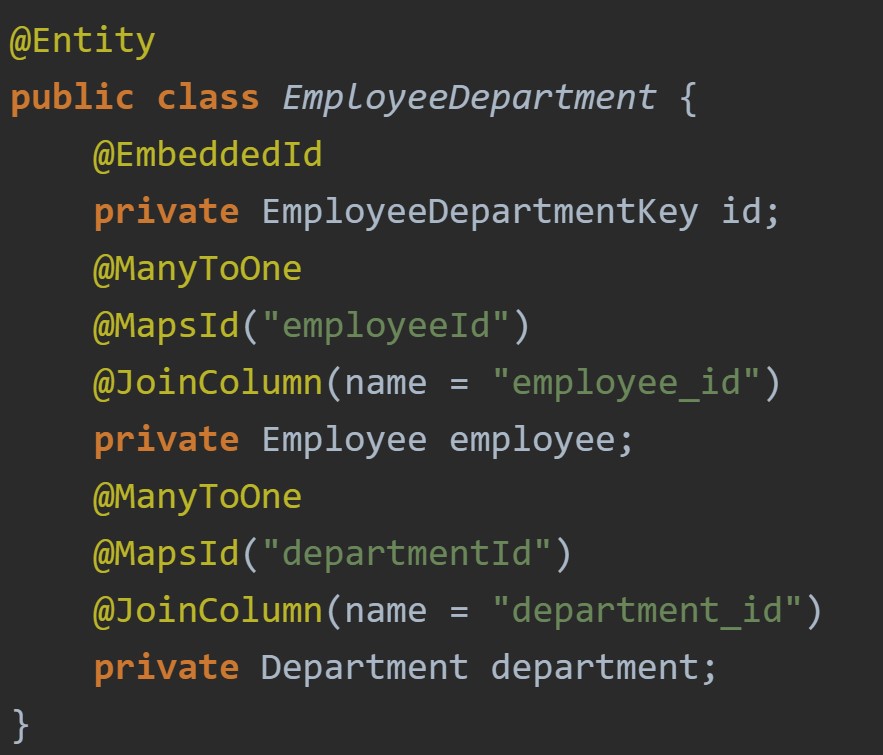 @Entity
public class EmployeeDepartment {
    @EmbeddedId
    private EmployeeDepartmentKey id;
    @ManyToOne
    @MapsId("employeeId")
    @JoinColumn(name = "employee_id")
    private Employee employee;
    @ManyToOne
    @MapsId("departmentId")
    @JoinColumn(name = "department_id")
    private Department department;
}